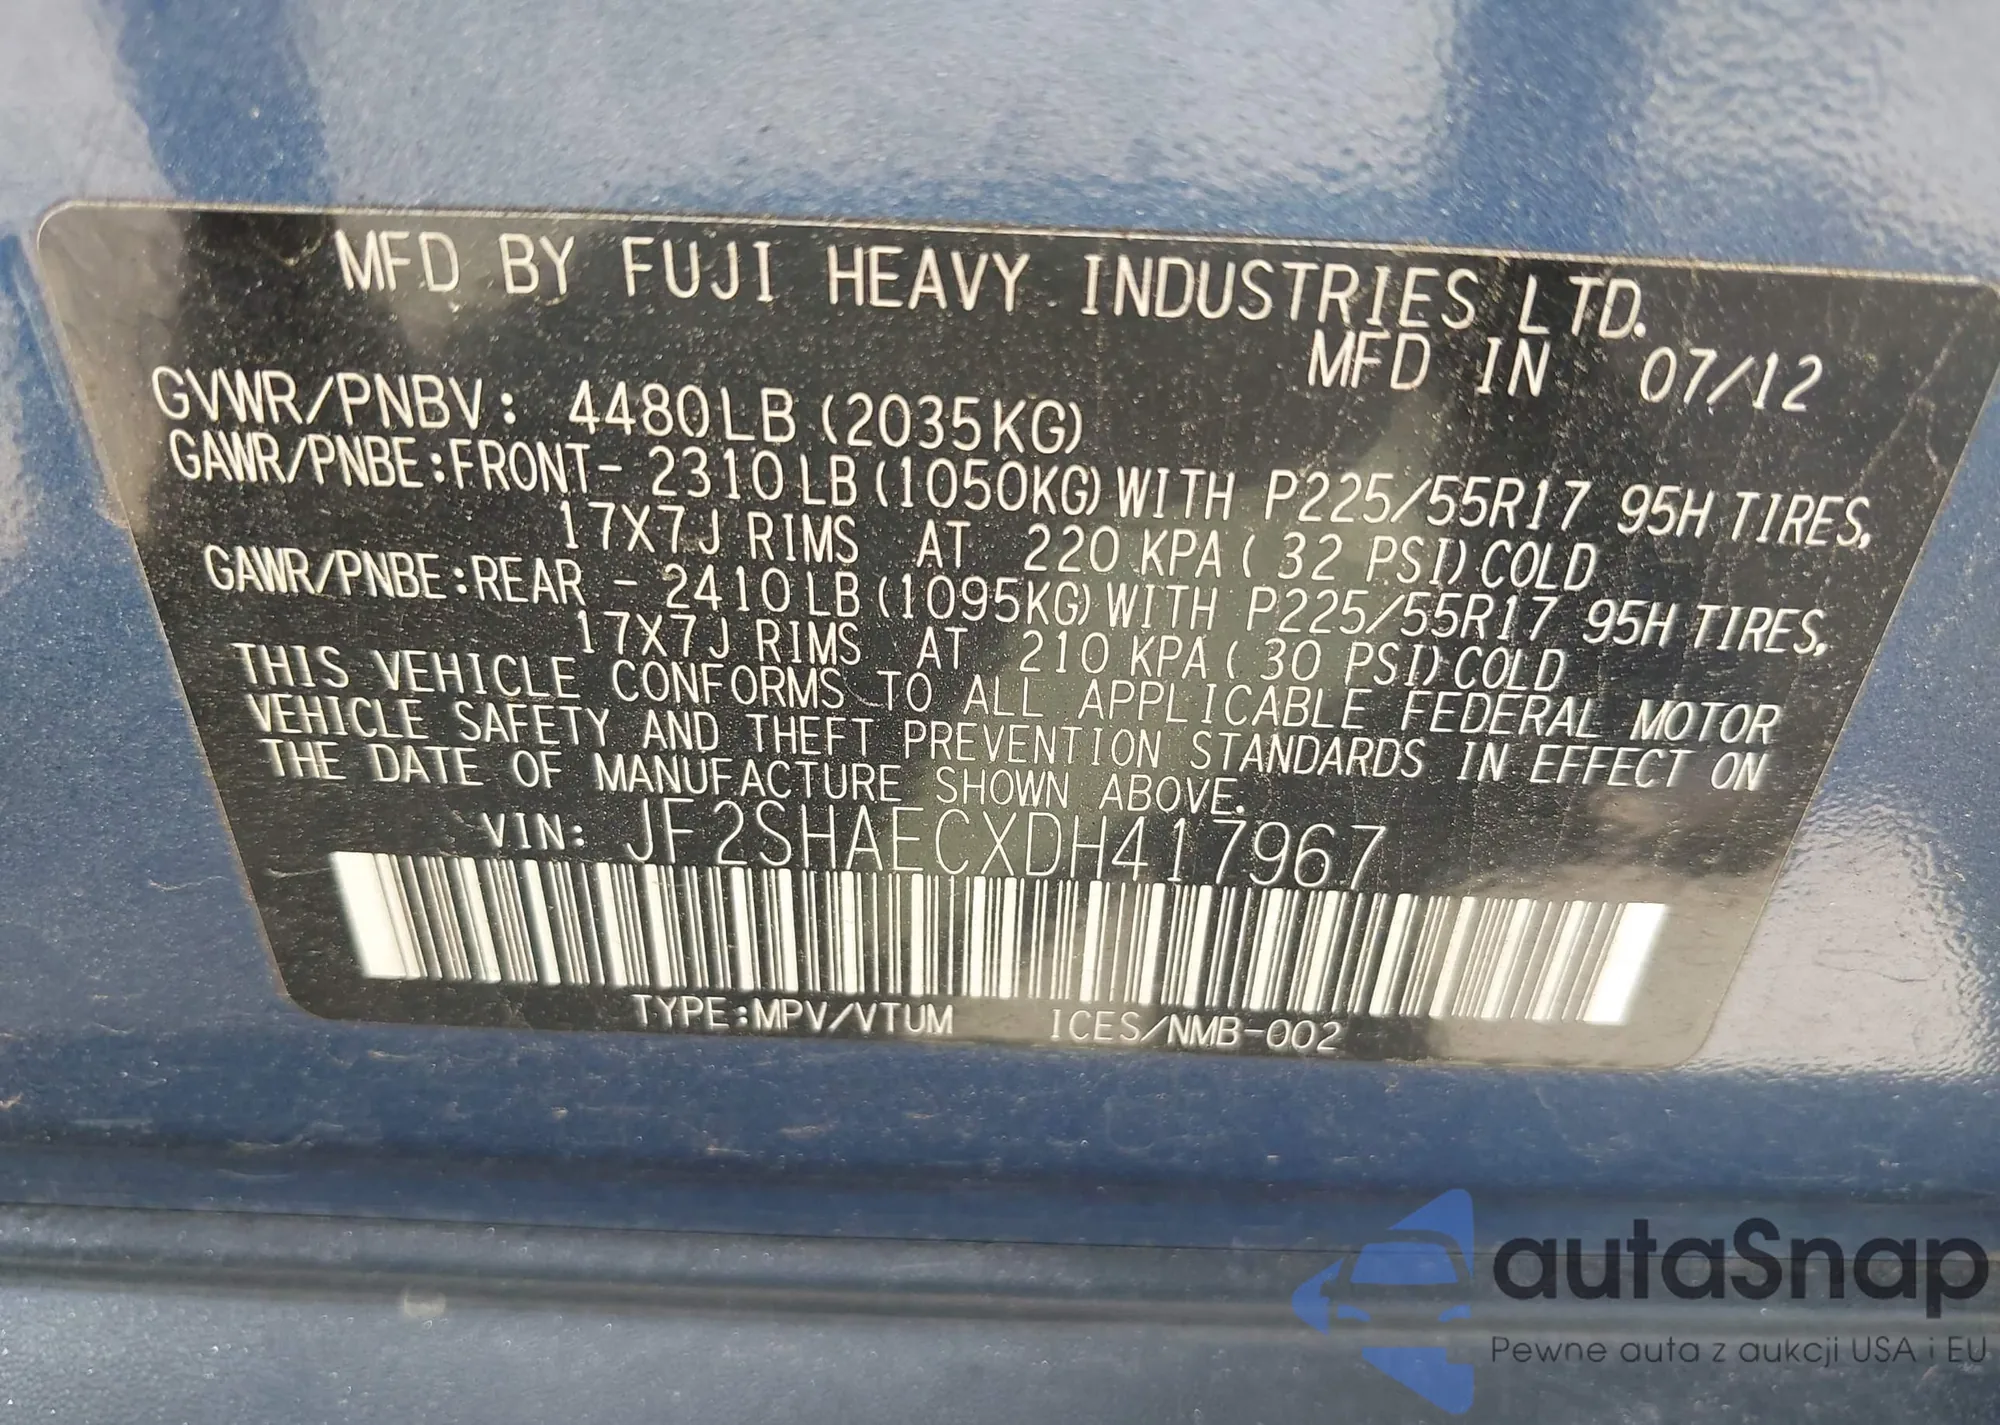 MFD BY FUJI HEAVY INDUSTRIES LTD.
MFD IN 07/12
GVWR/PNBV: 4480LB (2035KG)
GAWR/PNBE:FRONT- 2310LB (1050KG) WITH P225/55R17 95H TIRES,
17X7J RIMS AT 220 KPA ( 32 PSI) COLD
GAWR/PNBE:REAR - 2410LB (1095KG) WITH P225/55R17 95H TIRES,
17X7J RIMS AT 210 KPA ( 30 PSI) COLD
THIS VEHICLE CONFORMS TO ALL APPLICABLE FEDERAL MOTOR
VEHICLE SAFETY AND THEFT PREVENTION STANDARDS IN EFFECT ON
THE DATE OF MANUFACTURE SHOWN ABOVE.
VIN: JF2SHAECXDH417967
TYPE:MPV/VTUM ICES/NMB-002
autaSnap
Pewne auta z aukcji USA i EU